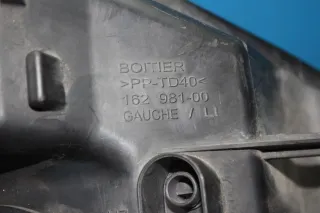 BOITIER
>PP-TD40<
162 981-00
GAUCHE / LI